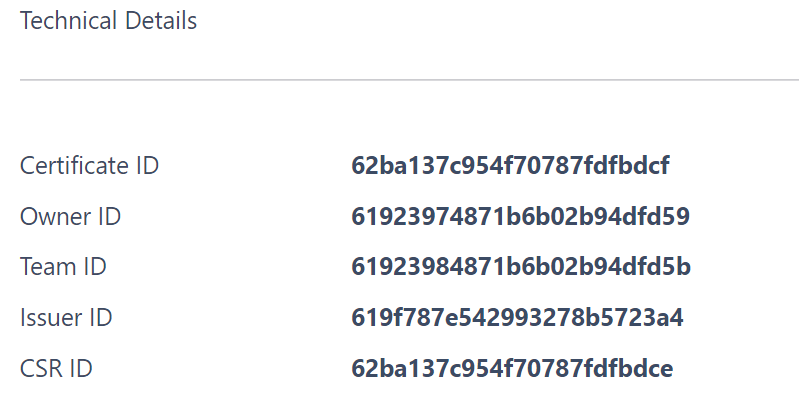 Technical Details
Certificate ID 62ba137c954f70787fdfbdcf
Owner ID 61923974871b6b02b94dfd59
Team ID 61923984871b6b02b94dfd5b
Issuer ID 619f787e542993278b5723a4
CSR ID 62ba137c954f70787fdfbdce